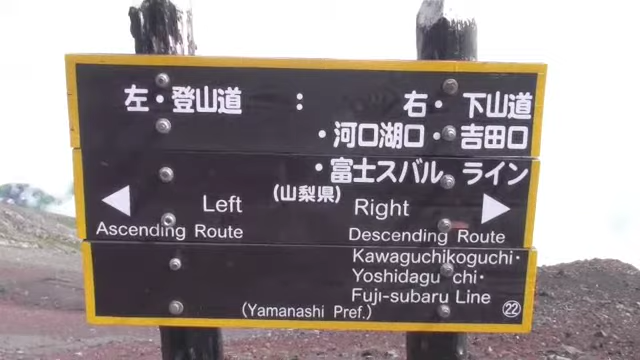 左・登山道 : 右・下山道
・河口湖口・吉田口
・富士スバルライン
(山梨県)
Left Right
Ascending Route Descending Route
Kawaguchikoguchi・
Yoshidagu chi・
Fuji-subaru Line
(Yamanashi Pref.) ㉒